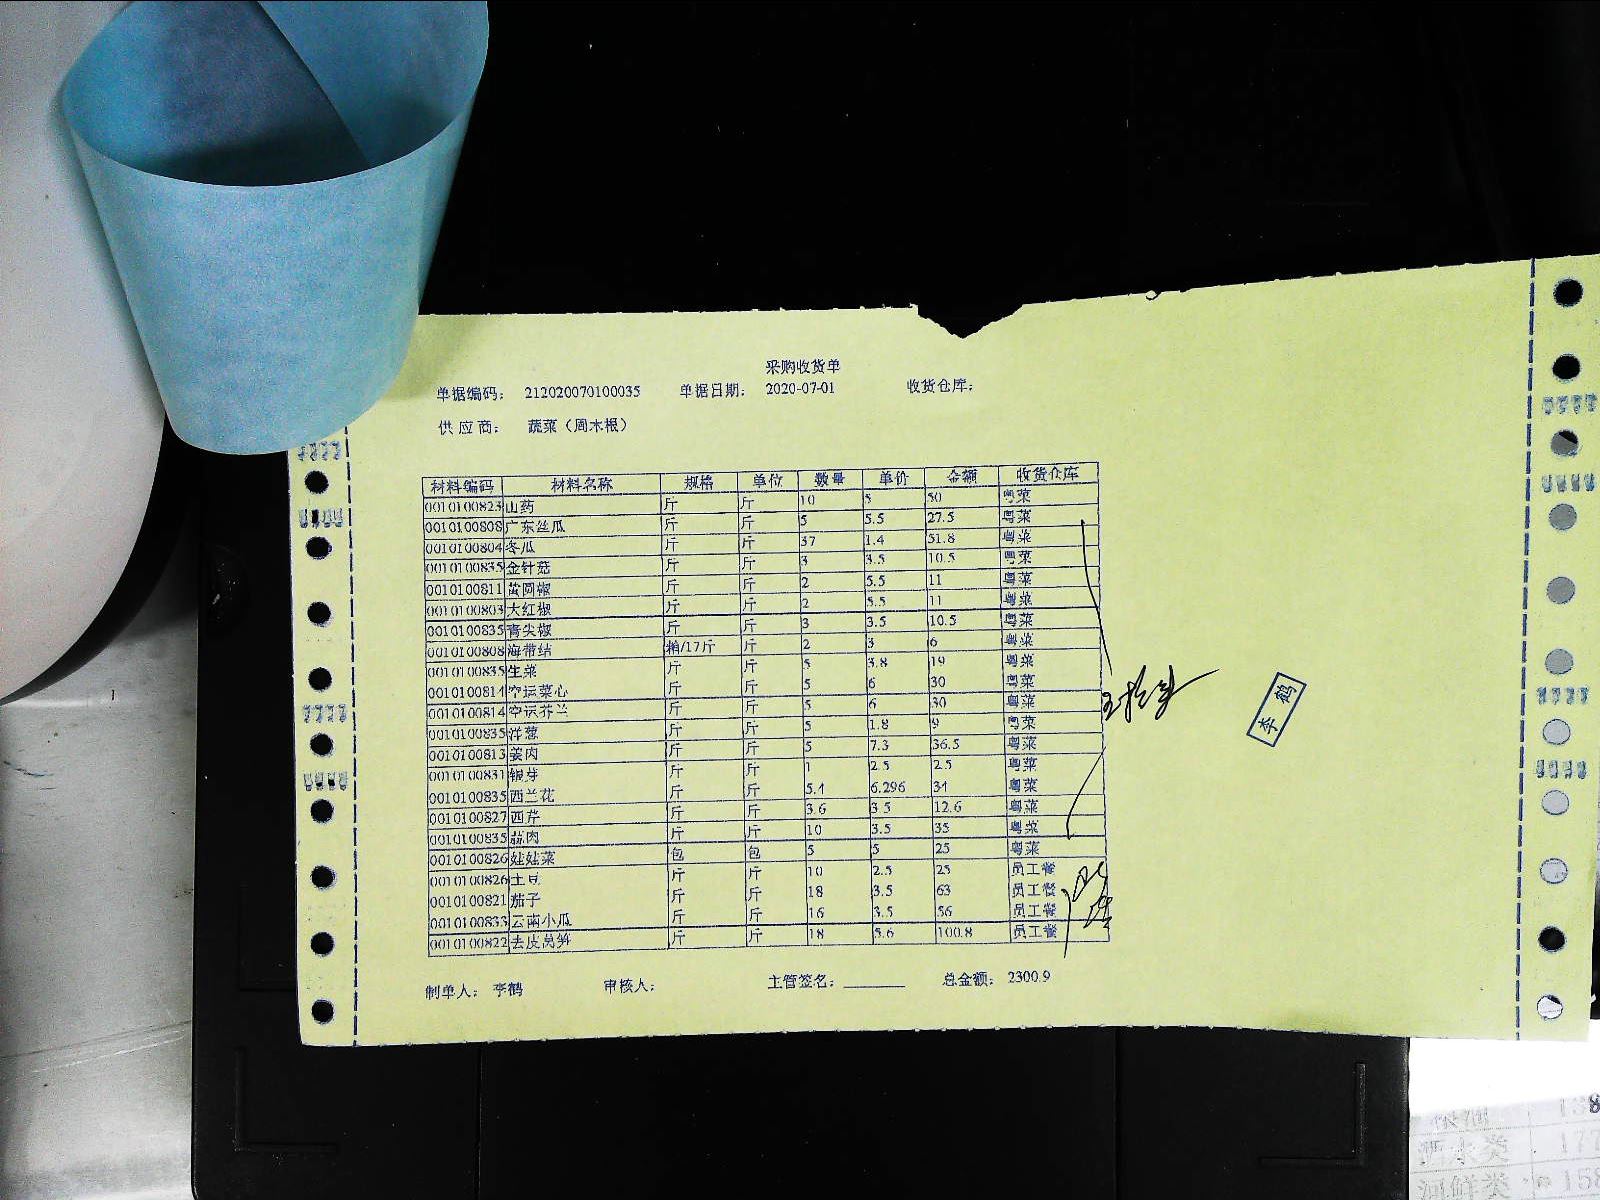 采购收货单
单据编码： 212020070100035 单据日期： 2020-07-01 收货仓库：
供 应 商： 蔬菜（周木根）
材料编码 材料名称 规格 单位 数量 单价 金额 收货仓库
0010100823 山药 斤 斤 10 5 50 粤菜
0010100808 广东丝瓜 斤 斤 5 5.5 27.5 粤菜
0010100804 冬瓜 斤 斤 37 1.4 51.8 粤菜
0010100835 金针菇 斤 斤 3 3.5 10.5 粤菜
0010100811 黄圆椒 斤 斤 2 5.5 11 粤菜
0010100803 大红椒 斤 斤 2 5.5 11 粤菜
0010100835 青尖椒 斤 斤 3 3.5 10.5 粤菜
0010100808 海带结 箱/17斤 斤 2 3 6 粤菜
0010100835 生菜 斤 斤 5 3.8 19 粤菜
0010100814 空运菜心 斤 斤 5 6 30 粤菜
0010100814 空运芥兰 斤 斤 5 6 30 粤菜
0010100835 洋葱 斤 斤 5 1.8 9 粤菜
0010100813 姜肉 斤 斤 5 7.3 36.5 粤菜
0010100831 银芽 斤 斤 1 2.5 2.5 粤菜
0010100835 西兰花 斤 斤 5.4 6.296 34 粤菜
0010100827 西芹 斤 斤 3.6 3.5 12.6 粤菜
0010100835 蒜肉 斤 斤 10 3.5 35 粤菜
0010100826 娃娃菜 包 包 5 5 25 粤菜
0010100826 土豆 斤 斤 10 2.5 25 员工餐
0010100821 茄子 斤 斤 18 3.5 63 员工餐
0010100833 云南小瓜 斤 斤 16 3.5 56 员工餐
0010100822 去皮莴笋 斤 斤 18 5.6 100.8 员工餐
李鹤
制单人： 李鹤 审核人： 主管签名： 总金额： 2300.9
酒水类 177
河鲜类 158